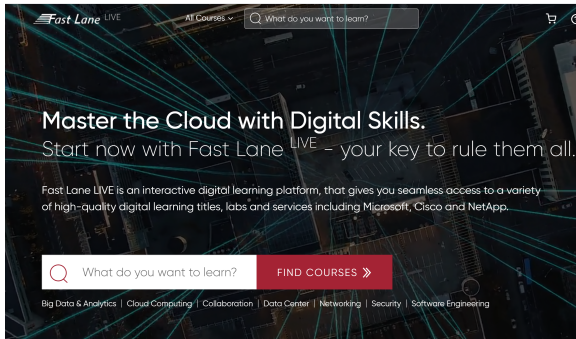 Fast Lane LIVE
All Courses
What do you want to learn?
Master the Cloud with Digital Skills.
Start now with Fast Lane LIVE – your key to rule them all.
Fast Lane LIVE is an interactive digital learning platform, that gives you seamless access to a variety
of high-quality digital learning titles, labs and services including Microsoft, Cisco and NetApp.
What do you want to learn?
FIND COURSES
Big Data & Analytics | Cloud Computing | Collaboration | Data Center | Networking | Security | Software Engineering